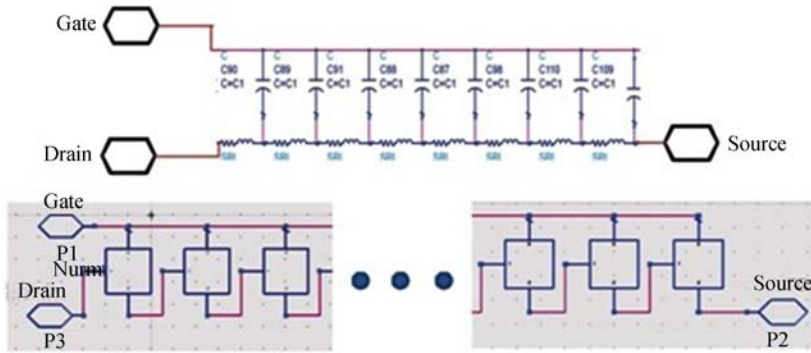 Gate
C C C C C C C C
C90 C89 C91 C88 C87 C98 C110 C109
C=C1 C=C1 C=C1 C=C1 C=C1 C=C1 C=C1 C=C1
Drain
Source
Gate
P1
Num
Drain
P3
Source
P2